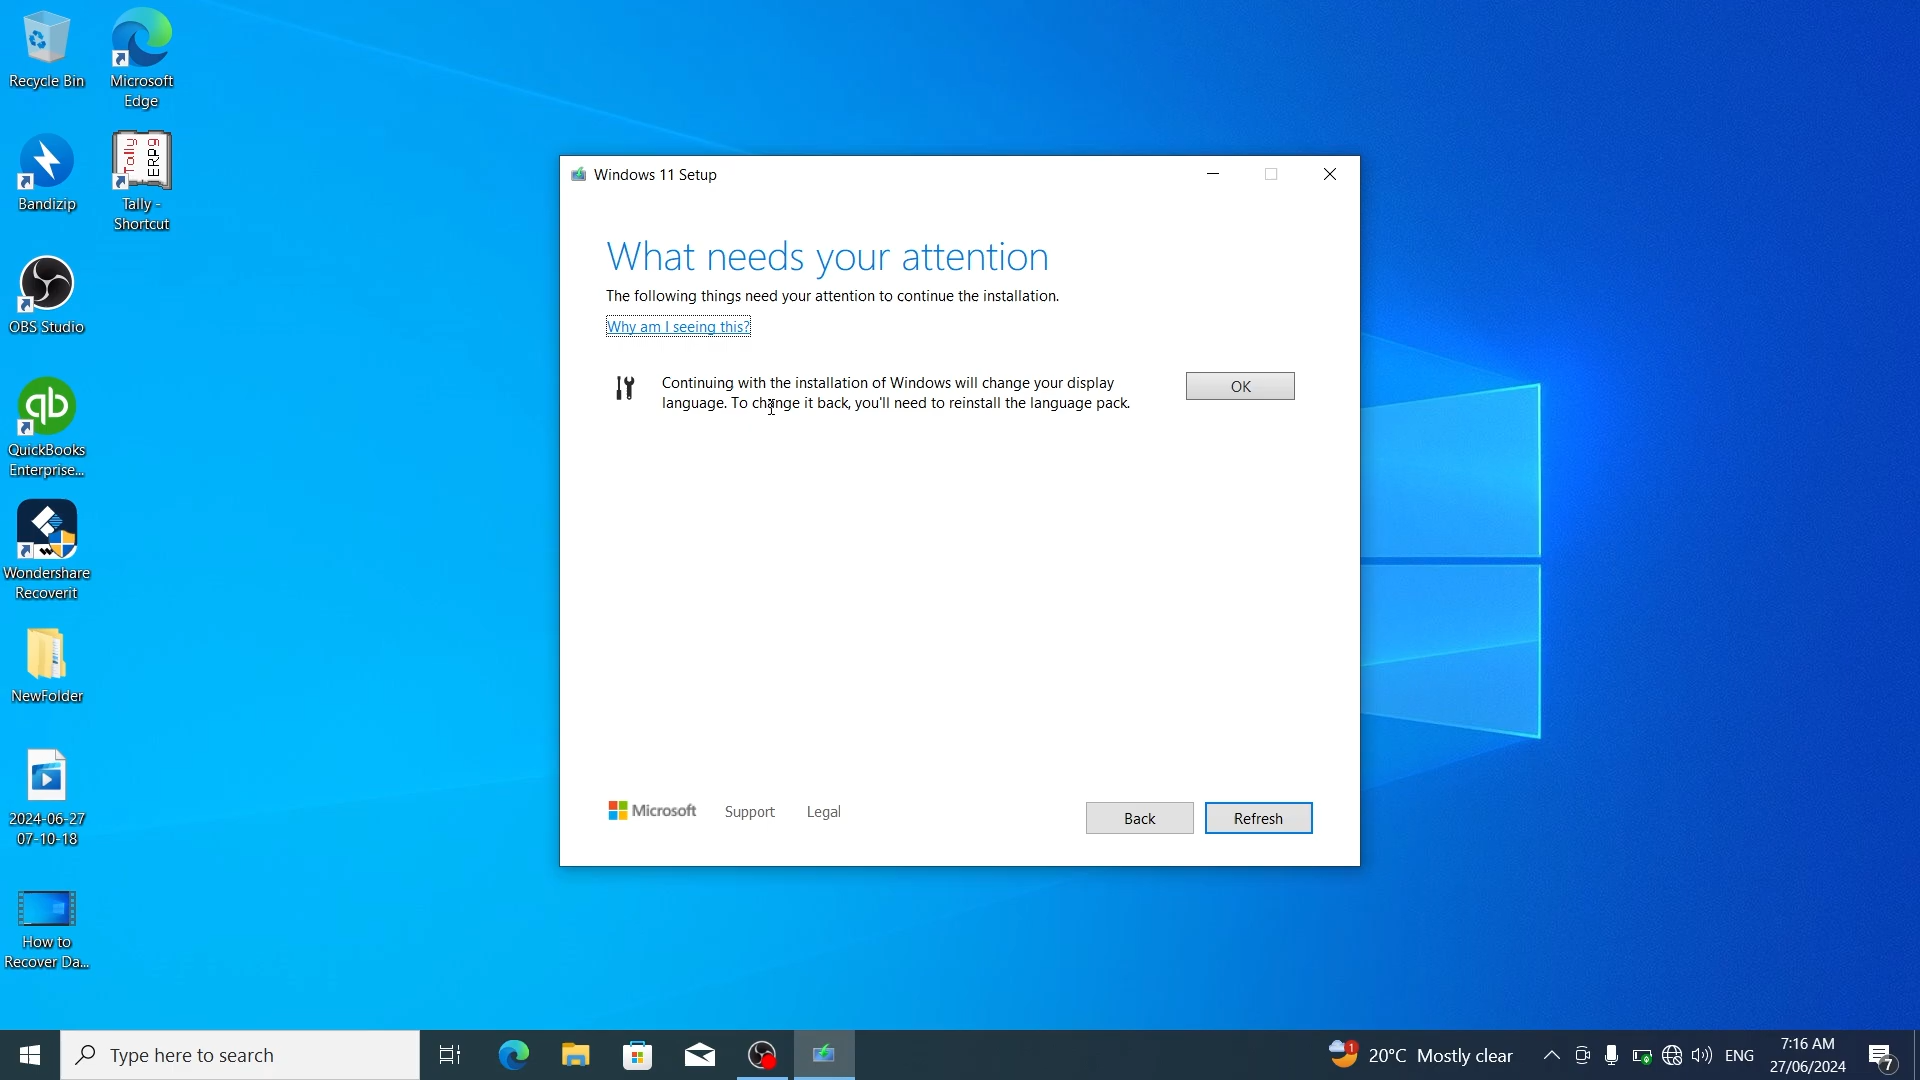 Recycle Bin
Microsoft
Edge
Bandizip
Tally
ERP9
Tally -
Shortcut
OBS Studio
qb
QuickBooks
Enterprise...
Wondershare
Recoverit
NewFolder
2024-06-27
07-10-18
How to
Recover Da...
Windows 11 Setup
What needs your attention
The following things need your attention to continue the installation.
Why am I seeing this?
Continuing with the installation of Windows will change your display
language. To change it back, you'll need to reinstall the language pack.
OK
Microsoft
Support
Legal
Back
Refresh
Type here to search
1
20°C Mostly clear
ENG
7:16 AM
27/06/2024
7